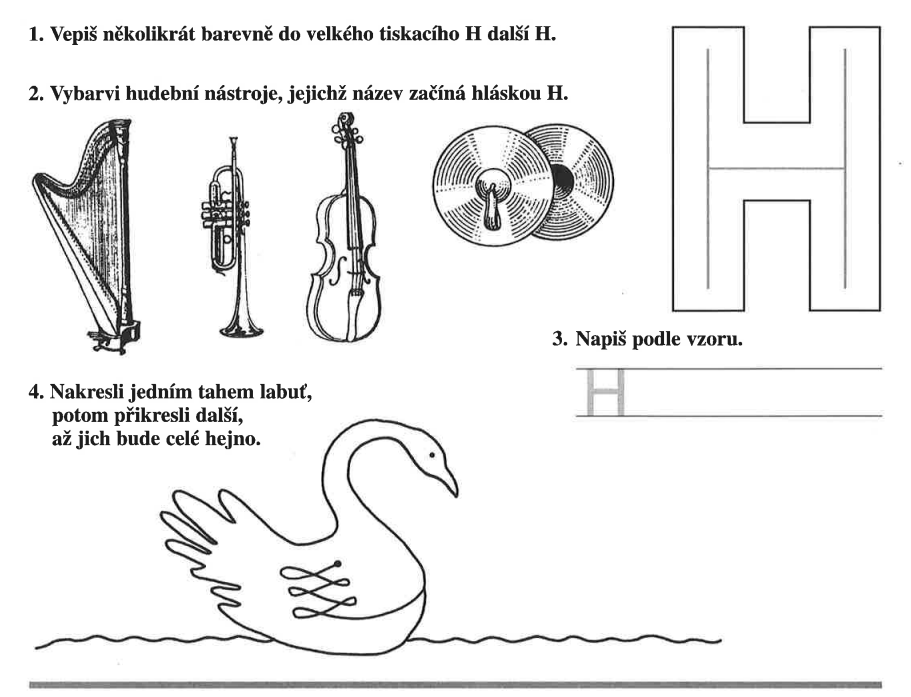 1. Vepiš několikrát barevně do velkého tiskacího H další H.
2. Vybarvi hudební nástroje, jejichž název začíná hláskou H.
3. Napiš podle vzoru.
H
4. Nakresli jedním tahem labuť,
potom přikresli další,
až jich bude celé hejno.